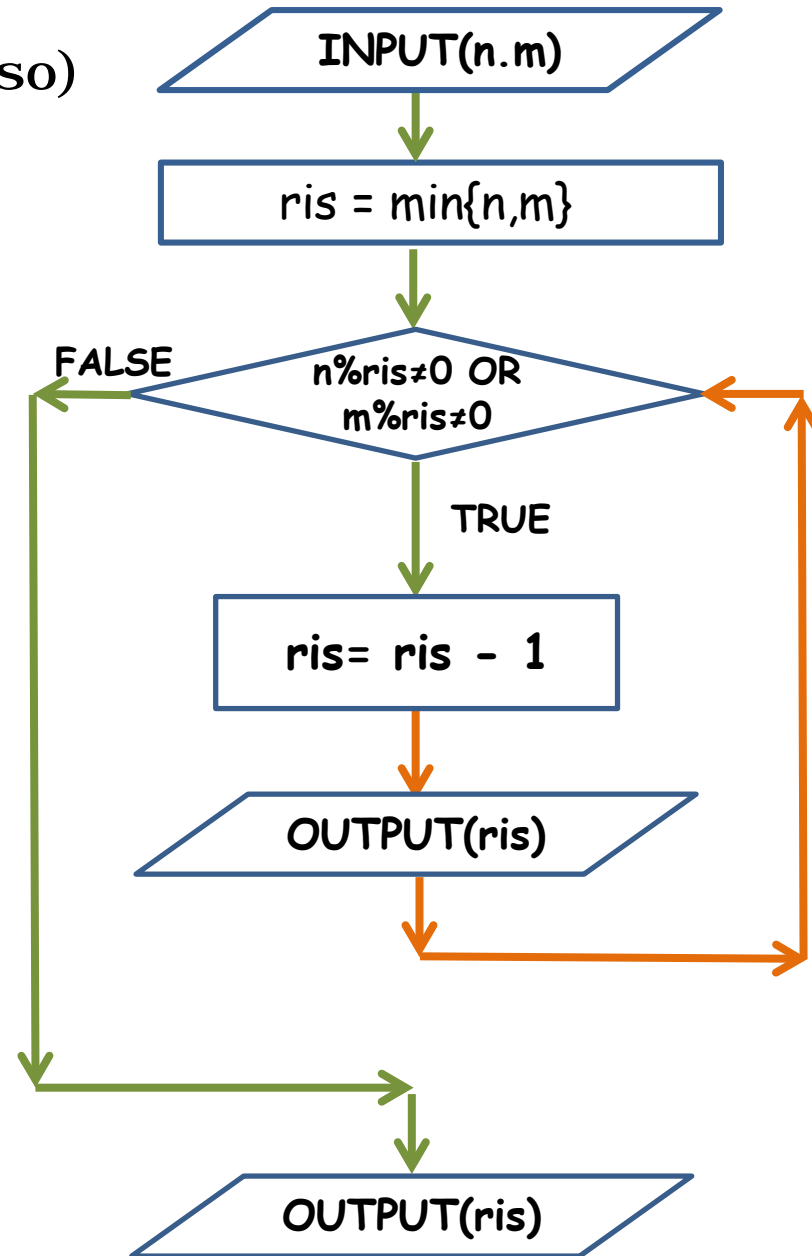 so)
INPUT(n.m)
ris = min{n,m}
FALSE
n%ris≠0 OR
m%ris≠0
TRUE
ris= ris - 1
OUTPUT(ris)
OUTPUT(ris)